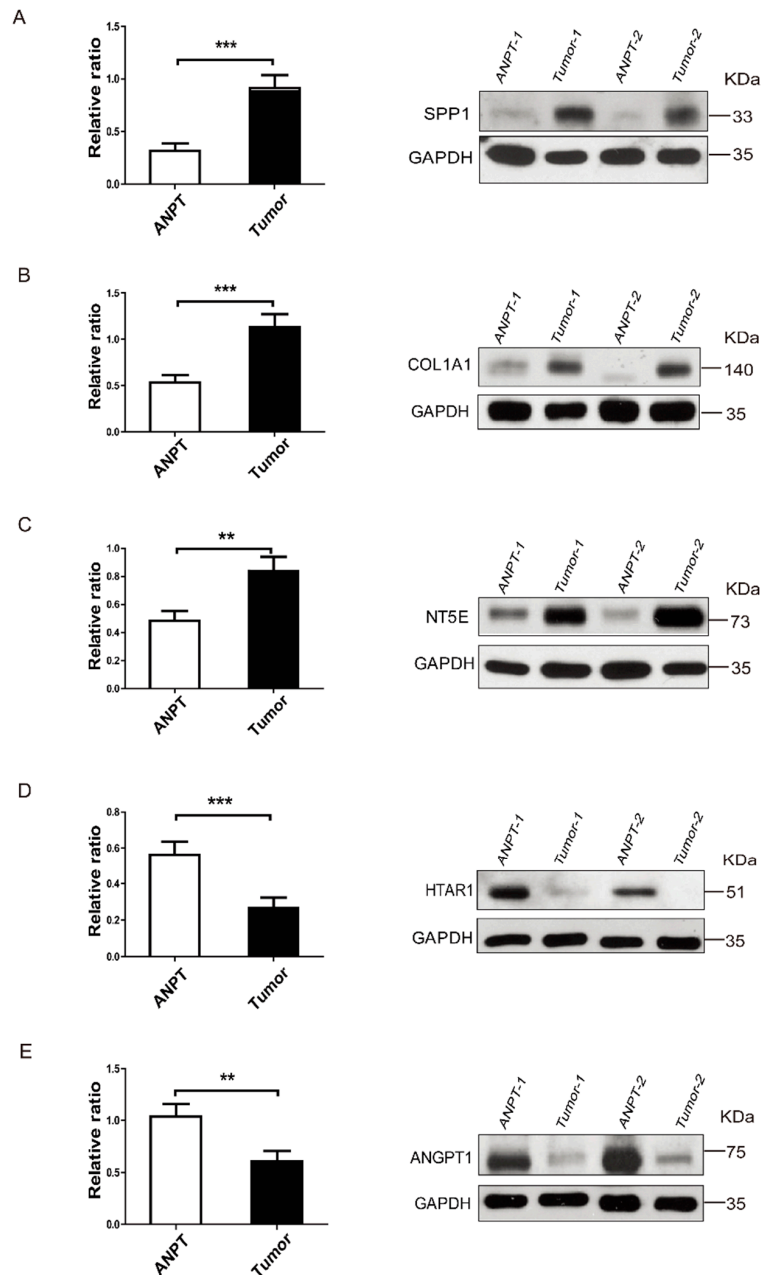 A
Relative ratio
1.5
1.0
0.5
0.0
***
ANPT
Tumor
ANPT-1
Tumor-1
ANPT-2
Tumor-2
KDa
SPP1
33
GAPDH
35
B
Relative ratio
1.5
1.0
0.5
0.0
***
ANPT
Tumor
ANPT-1
Tumor-1
ANPT-2
Tumor-2
KDa
COL1A1
140
GAPDH
35
C
Relative ratio
1.0
0.8
0.6
0.4
0.2
0.0
**
ANPT
Tumor
ANPT-1
Tumor-1
ANPT-2
Tumor-2
KDa
NT5E
73
GAPDH
35
D
Relative ratio
0.8
0.6
0.4
0.2
0.0
***
ANPT
Tumor
ANPT-1
Tumor-1
ANPT-2
Tumor-2
KDa
HTAR1
51
GAPDH
35
E
Relative ratio
1.5
1.0
0.5
0.0
**
ANPT
Tumor
ANPT-1
Tumor-1
ANPT-2
Tumor-2
KDa
ANGPT1
75
GAPDH
35